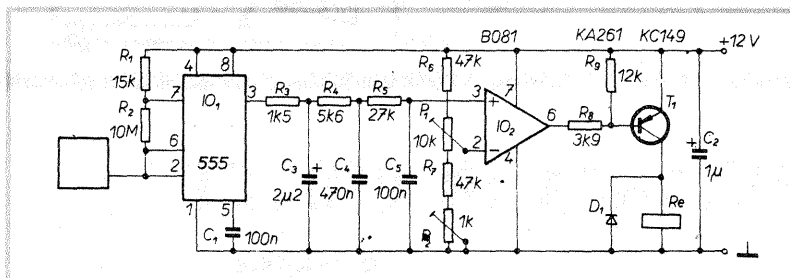 B081 KA261 KC149
+12 V
R₁ 15k
4 8
R₆ 47k
R₉ 12k
7 IO₁ 3
R₃ 1k5
R₄ 5k6
R₅ 27k
3 + 7
T₁
R₂ 10M
P₁ 10k
IO₂ 6
R₈ 3k9
6
2 −
4
2 555
C₃ + 2µ2
C₄ 470n
C₅ 100n
R₇ 47k
+ C₂ 1µ
1 5
C₁ 100n
1k
D₁
Re